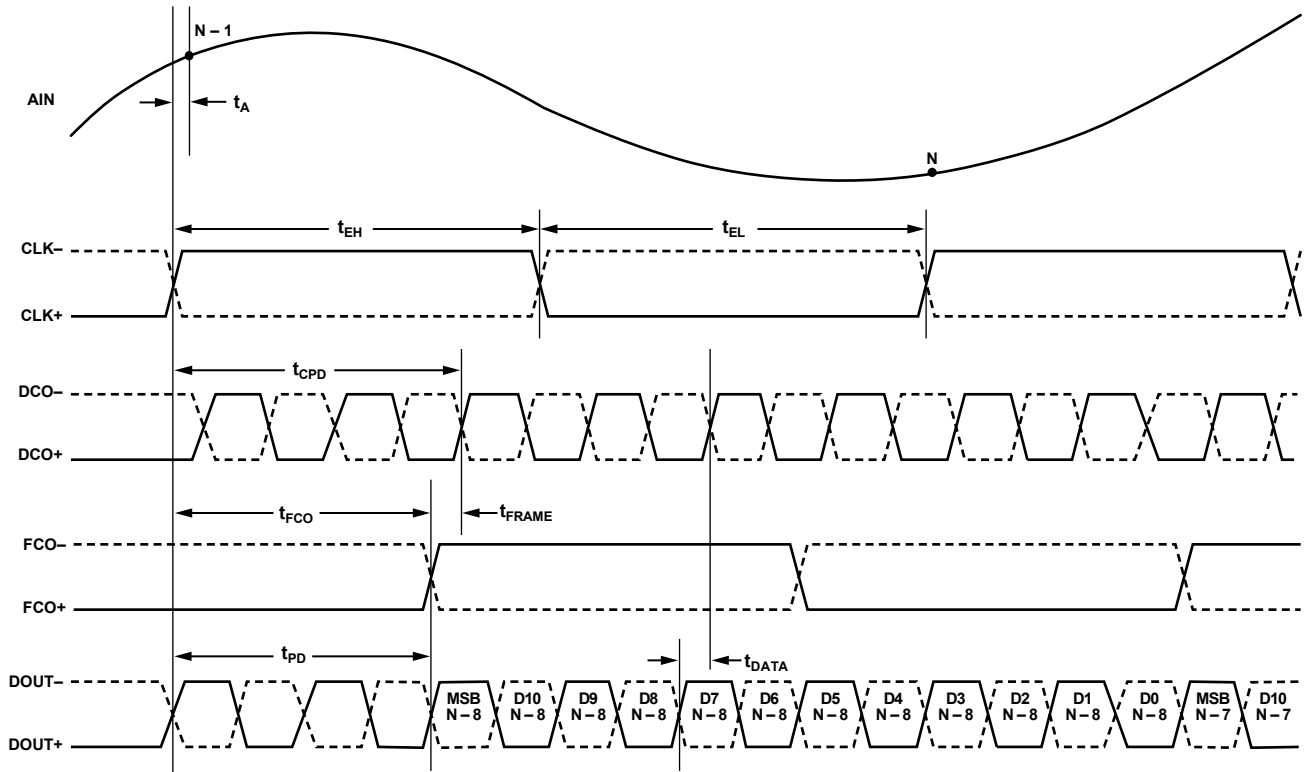 N – 1
AIN
tA
N
tEH
tEL
CLK–
CLK+
tCPD
DCO–
DCO+
tFCO
tFRAME
FCO–
FCO+
tPD
tDATA
DOUT–
DOUT+
MSB N – 8
D10 N – 8
D9 N – 8
D8 N – 8
D7 N – 8
D6 N – 8
D5 N – 8
D4 N – 8
D3 N – 8
D2 N – 8
D1 N – 8
D0 N – 8
MSB N – 7
D10 N – 7